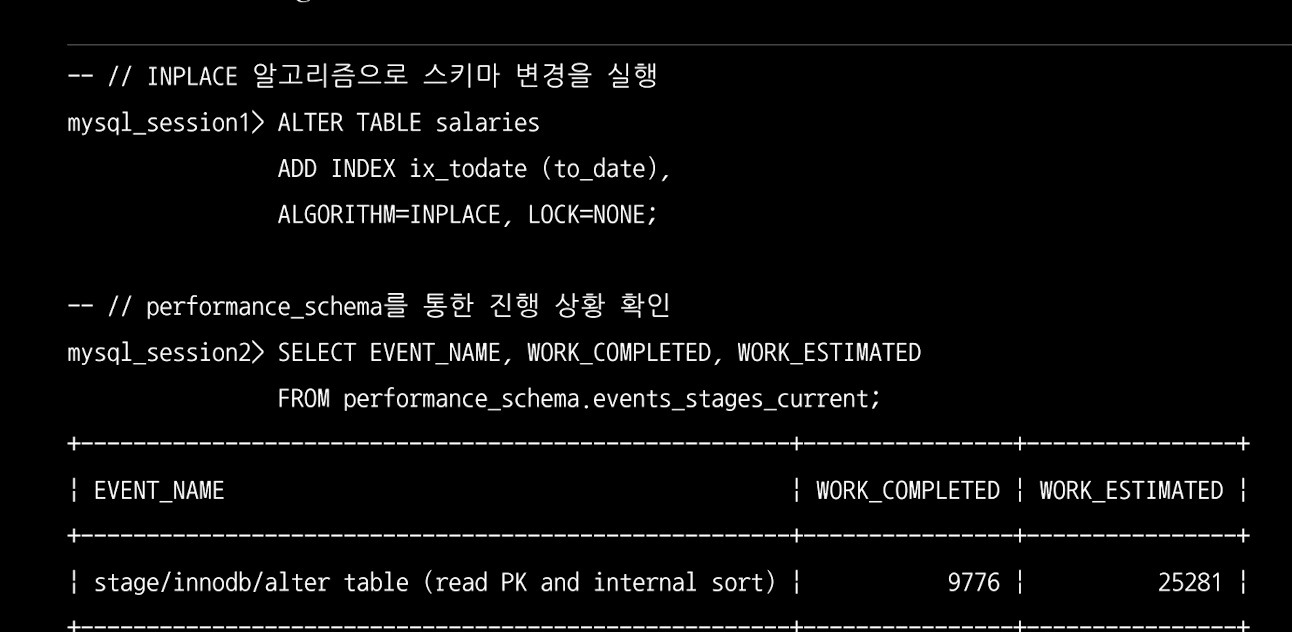 -- // INPLACE 알고리즘으로 스키마 변경을 실행
mysql_session1> ALTER TABLE salaries
ADD INDEX ix_todate (to_date),
ALGORITHM=INPLACE, LOCK=NONE;
-- // performance_schema를 통한 진행 상황 확인
mysql_session2> SELECT EVENT_NAME, WORK_COMPLETED, WORK_ESTIMATED
FROM performance_schema.events_stages_current;
+------------------------------------------------------+----------------+----------------+
| EVENT_NAME | WORK_COMPLETED | WORK_ESTIMATED |
+------------------------------------------------------+----------------+----------------+
| stage/innodb/alter table (read PK and internal sort) | 9776 | 25281 |
+------------------------------------------------------+----------------+----------------+